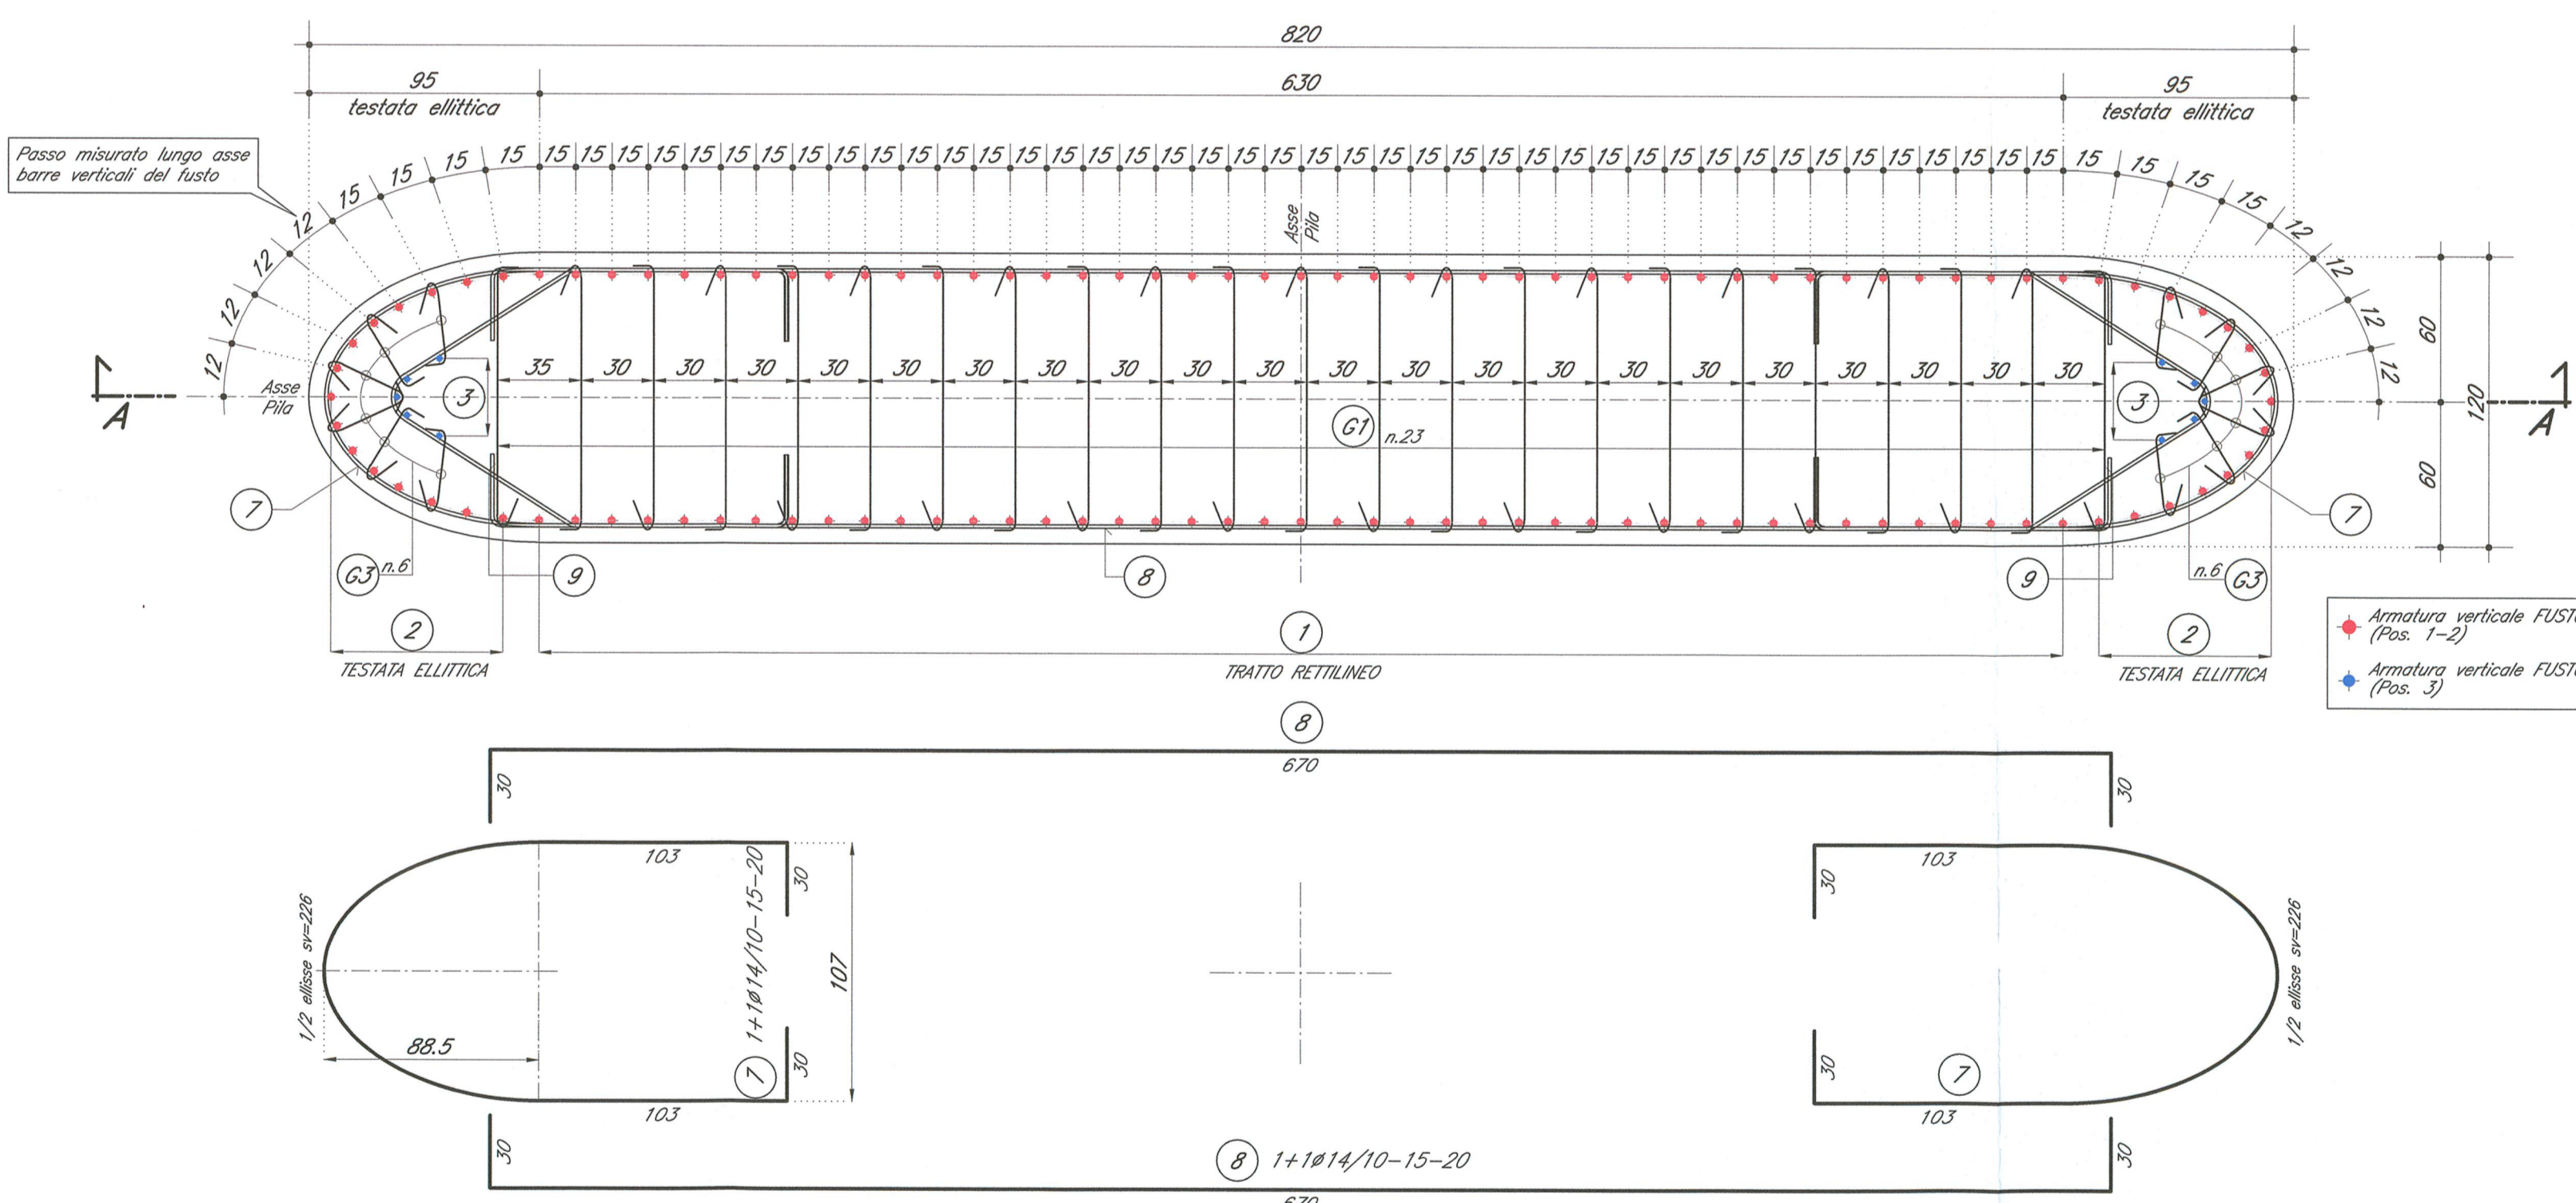 820
95 630 95
testata ellittica testata ellittica
Passo misurato lungo asse
barre verticali del fusto
12 12 12 12 15 15 15 15 15 15 15 15 15 15 15 15 15 15 15 15 15 15 15 15 15 15 15 15 15 15 15 15 15 15 15 15 15 15 15 15 15 15 15 15 15 15 15 15 15 15 15 15 12 12 12 12
Asse
Pila
Asse
Pila
A A
3 35 30 30 30 30 30 30 30 30 30 30 30 30 30 30 30 30 30 30 30 30 30 3
G1 n.23
60
60
120
7 7
G3 n.6 9 8 9 n.6 G3
2 1 2
TESTATA ELLITTICA TRATTO RETTILINEO TESTATA ELLITTICA
Armatura verticale FUST
(Pos. 1-2)
Armatura verticale FUST
(Pos. 3)
8
670
30 30
103 103
30 30
1/2 ellisse sv=226
88.5
7 1+1ø14/10-15-20
107
1/2 ellisse sv=226
30 30
7
103 103
30 30
8 1+1ø14/10-15-20
670